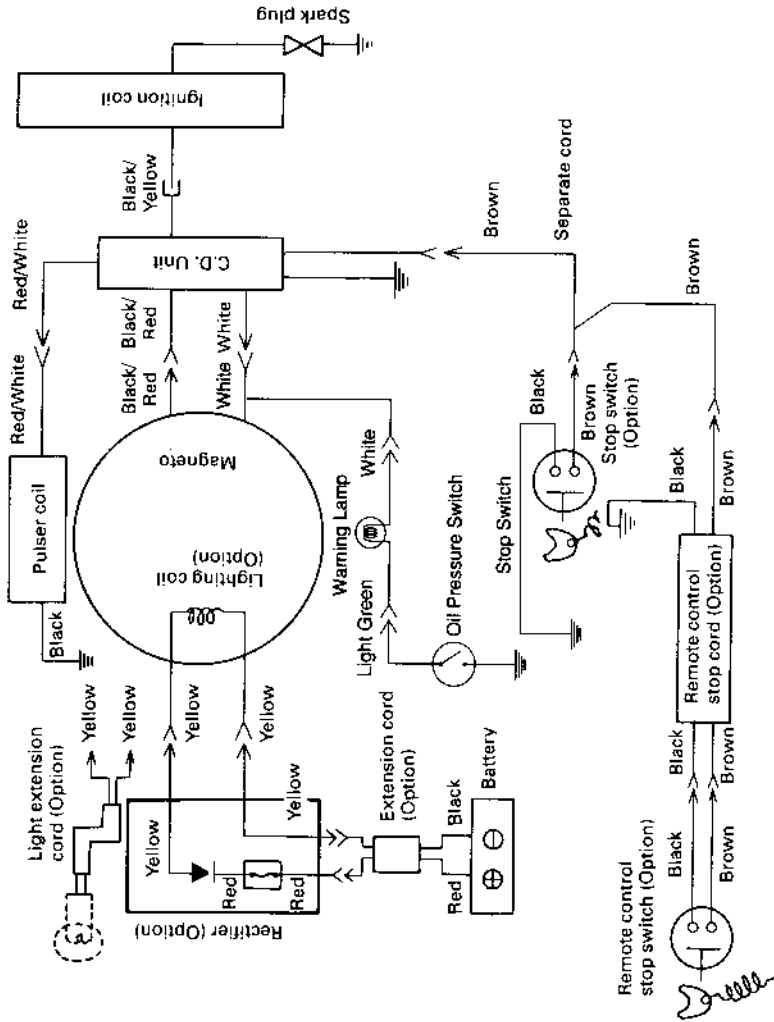 Spark plug
Ignition coil
Black/
Yellow
Red/White
C.D. Unit
Brown
Separate cord
Red/White
Black/
Red
White
Black/
Red
White
Brown
Pulser coil
Magneto
Lighting coil
(Option)
White
Black
Brown
Stop switch
(Option)
Black
Warning Lamp
Stop Switch
Black
Brown
Light Green
Oil Pressure Switch
Remote control
stop cord (Option)
Yellow
Yellow
Yellow
Yellow
Light extension
cord (Option)
Yellow
Yellow
Red
Red
Rectifier (Option)
Extension cord
(Option)
Black
Red
Battery
Black
Brown
Black
Brown
Remote control
stop switch (Option)